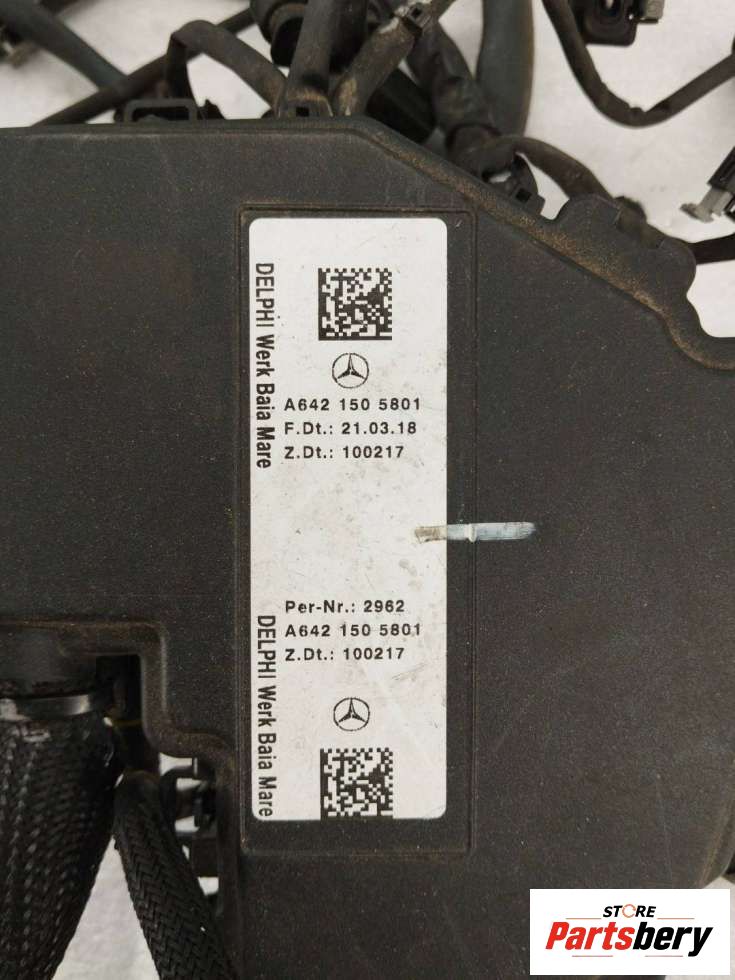 DELPHI Werk Baia Mare
A642 150 5801
F.Dt.: 21.03.18
Z.Dt.: 100217
Per-Nr.: 2962
A642 150 5801
Z.Dt.: 100217
DELPHI Werk Baia Mare
STORE
Partsbery